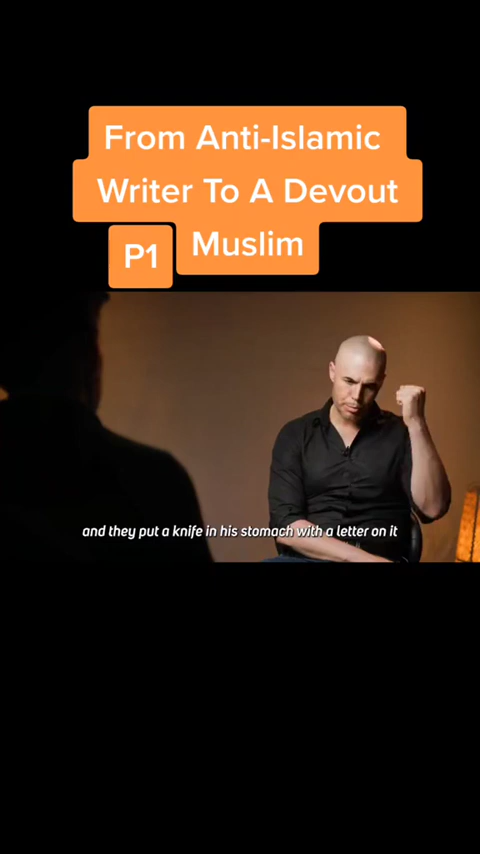 From Anti-Islamic
Writer To A Devout
P1 Muslim
and they put a knife in his stomach with a letter on it